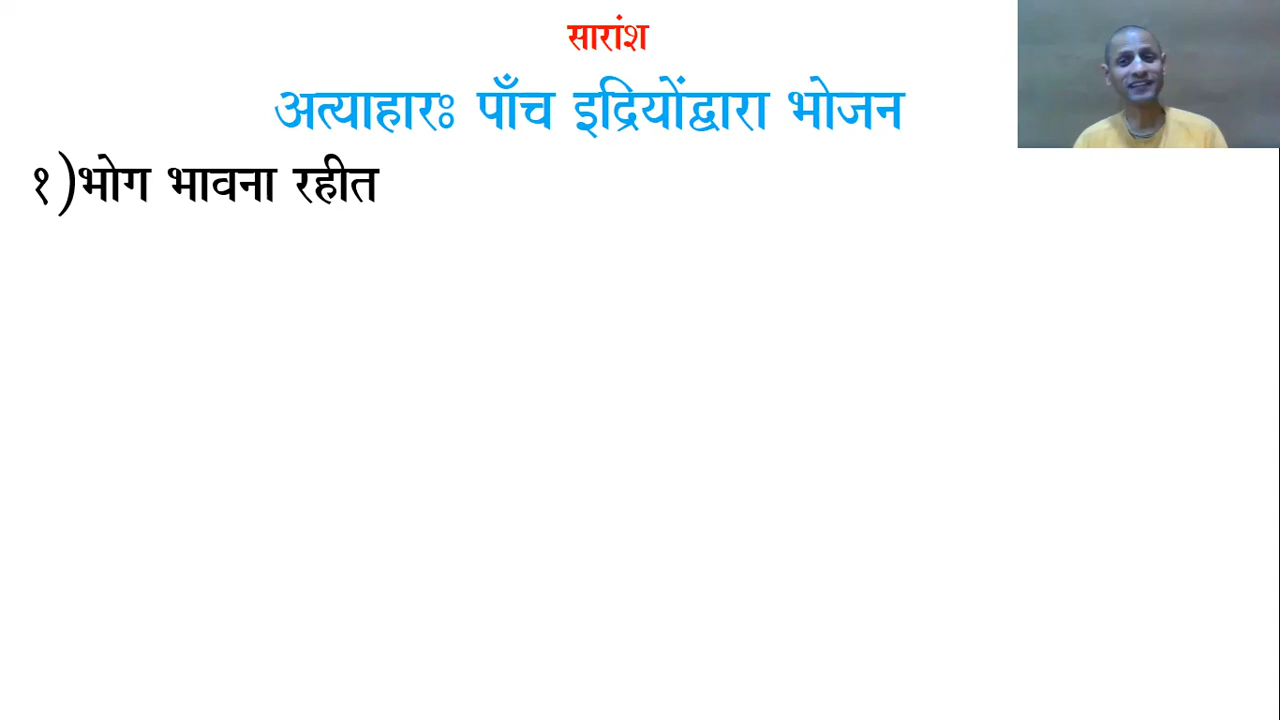 सारांश
अत्याहारः पाँच इद्रियोंद्वारा भोजन
१)भोग भावना रहीत